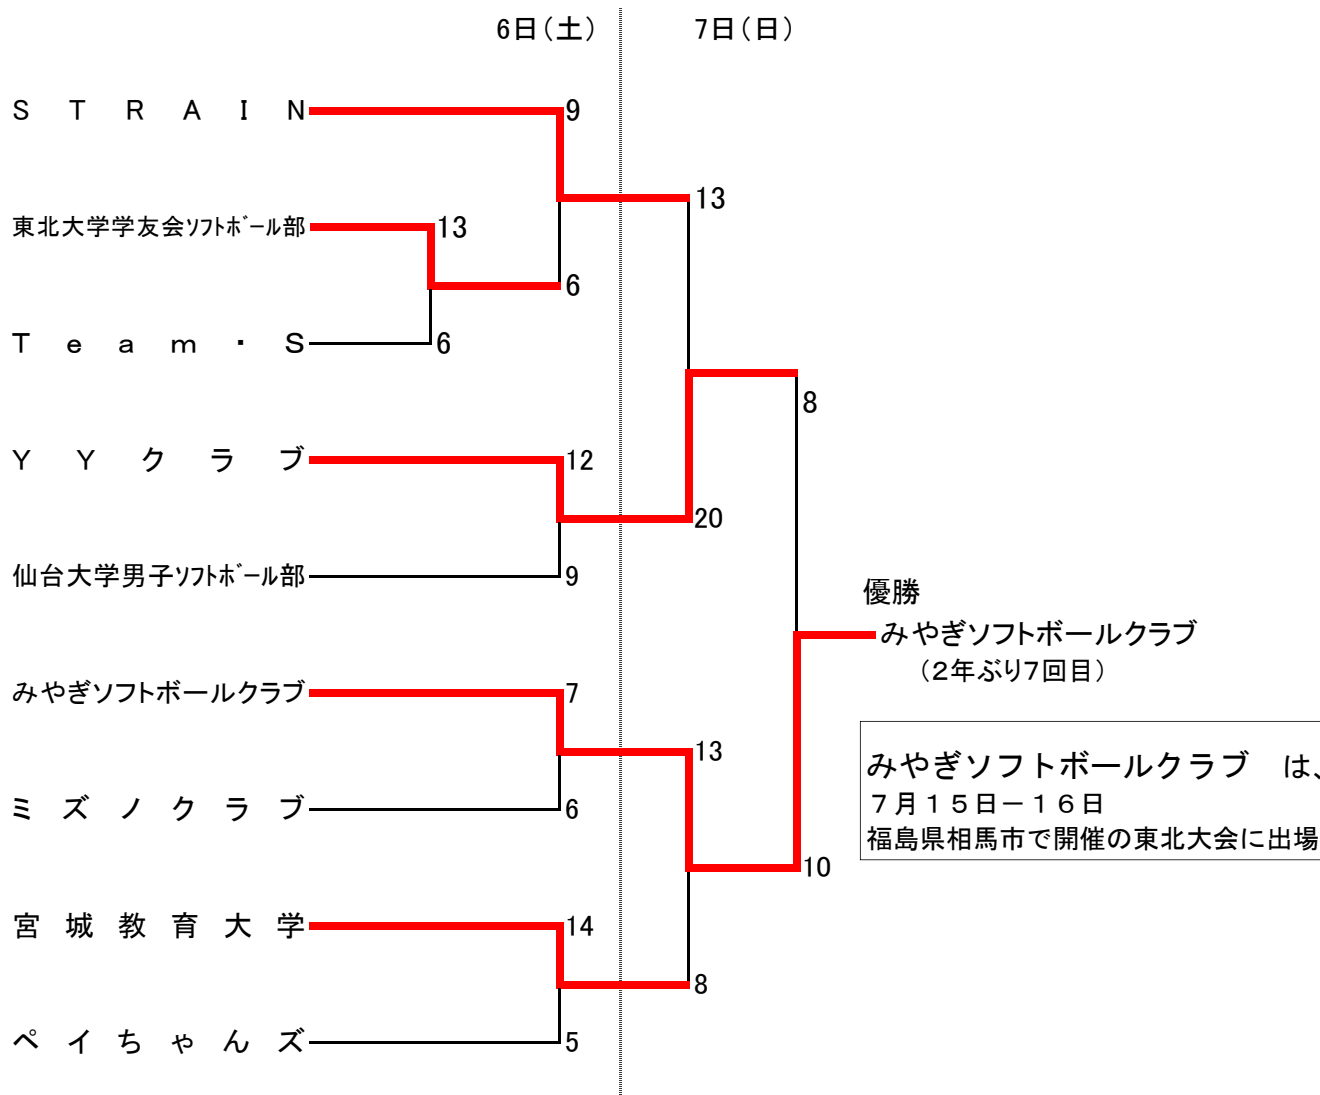 6日(土)
7日(日)
STRAIN
9
13
東北大学学友会ソフトボール部
13
6
Team・S
6
8
YYクラブ
12
20
仙台大学男子ソフトボール部
9
優勝
みやぎソフトボールクラブ
(2年ぶり7回目)
みやぎソフトボールクラブ
7
13
みやぎソフトボールクラブ　は、
7月15日－16日
福島県相馬市で開催の東北大会に出場
ミズノクラブ
6
10
宮城教育大学
14
8
ペイちゃんズ
5